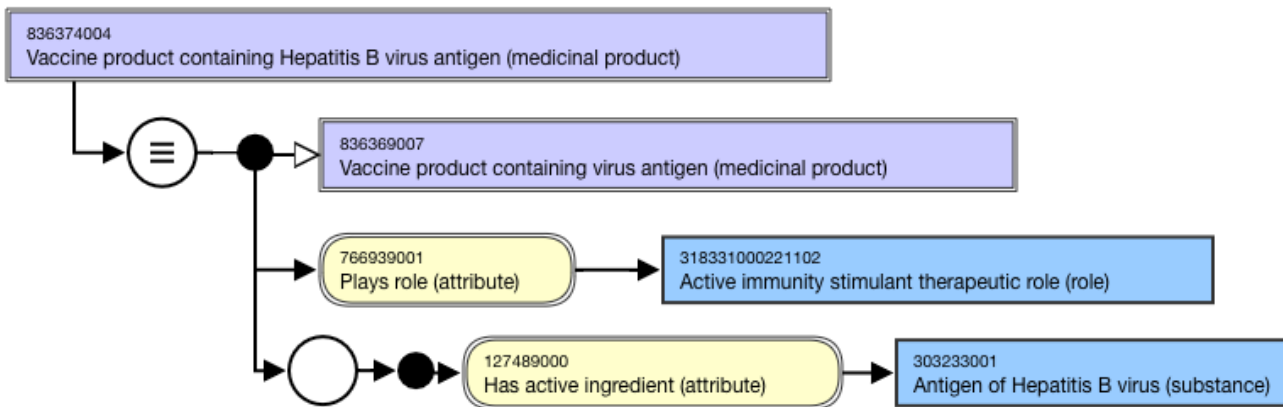 836374004
Vaccine product containing Hepatitis B virus antigen (medicinal product)
836369007
Vaccine product containing virus antigen (medicinal product)
766939001
Plays role (attribute)
318331000221102
Active immunity stimulant therapeutic role (role)
127489000
Has active ingredient (attribute)
303233001
Antigen of Hepatitis B virus (substance)